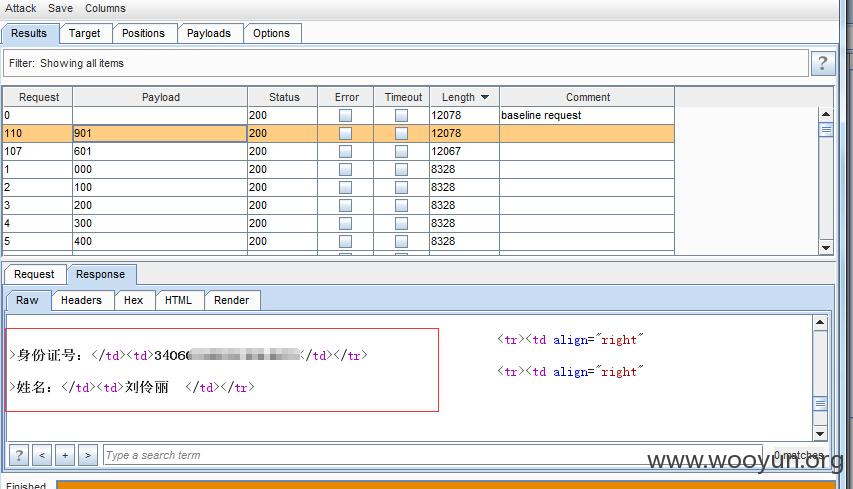 Attack Save Columns
Results Target Positions Payloads Options
Filter: Showing all items ?
Request Payload Status Error Timeout Length Comment
0 200 12078 baseline request
110 901 200 12078
107 601 200 12067
1 000 200 8328
2 100 200 8328
3 200 200 8328
4 300 200 8328
5 400 200 8328
Request Response
Raw Headers Hex HTML Render
<tr><td align="right"
>身份证号: </td><td>34060 </td></tr>
<tr><td align="right"
>姓名: </td><td>刘伶丽 </td></tr>
? < + > Type a search term 0 matches
www.wooyun.org
Finished